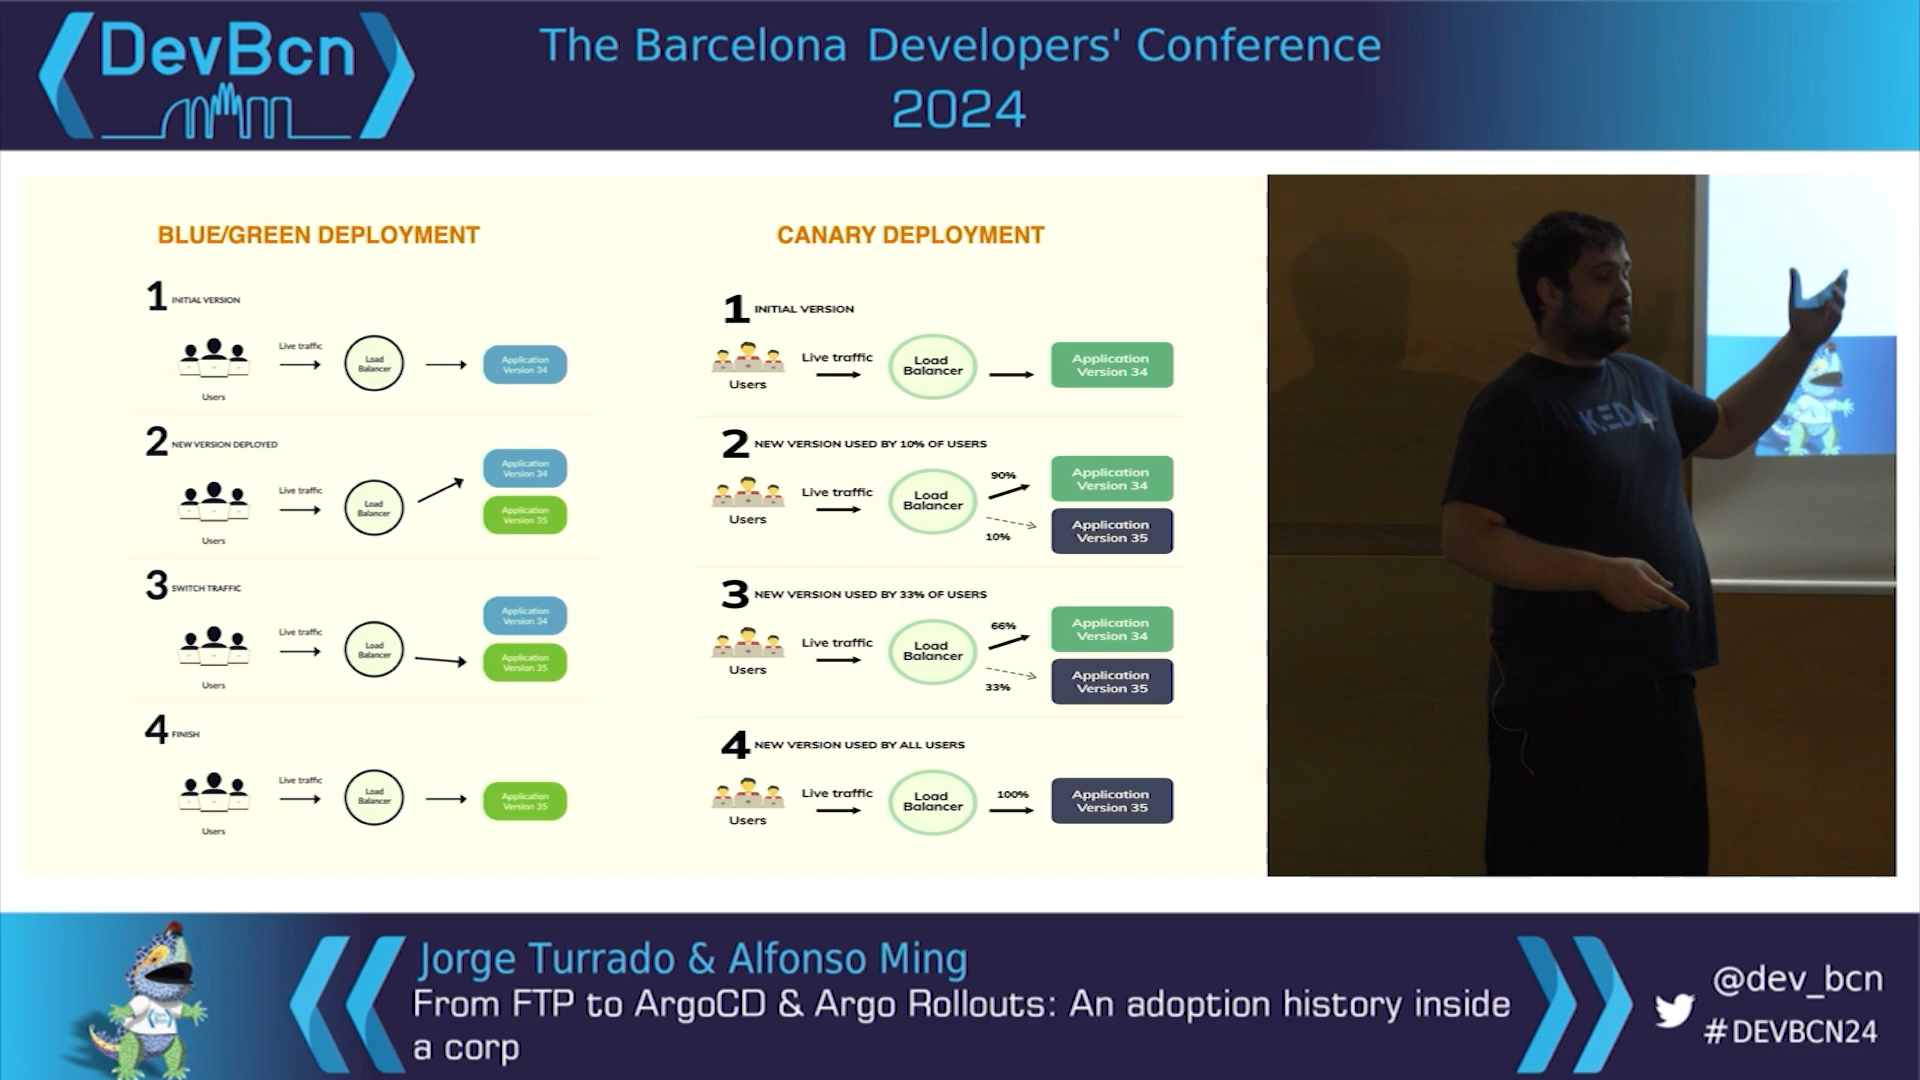 DevBcn
The Barcelona Developers' Conference
2024
BLUE/GREEN DEPLOYMENT
1 INITIAL VERSION
Live traffic
Load
Balancer
Application
Version 34
Users
2 NEW VERSION DEPLOYED
Live traffic
Load
Balancer
Application
Version 34
Application
Version 35
Users
3 SWITCH TRAFFIC
Live traffic
Load
Balancer
Application
Version 34
Application
Version 35
Users
4 FINISH
Live traffic
Load
Balancer
Application
Version 35
Users
CANARY DEPLOYMENT
1 INITIAL VERSION
Live traffic
Load
Balancer
Application
Version 34
Users
2 NEW VERSION USED BY 10% OF USERS
Live traffic
Load
Balancer
90%
10%
Application
Version 34
Application
Version 35
Users
3 NEW VERSION USED BY 33% OF USERS
Live traffic
Load
Balancer
66%
33%
Application
Version 34
Application
Version 35
Users
4 NEW VERSION USED BY ALL USERS
Live traffic
Load
Balancer
100%
Application
Version 35
Users
KEDA
Jorge Turrado & Alfonso Ming
From FTP to ArgoCD & Argo Rollouts: An adoption history inside
a corp
@dev_bcn
#DEVBCN24